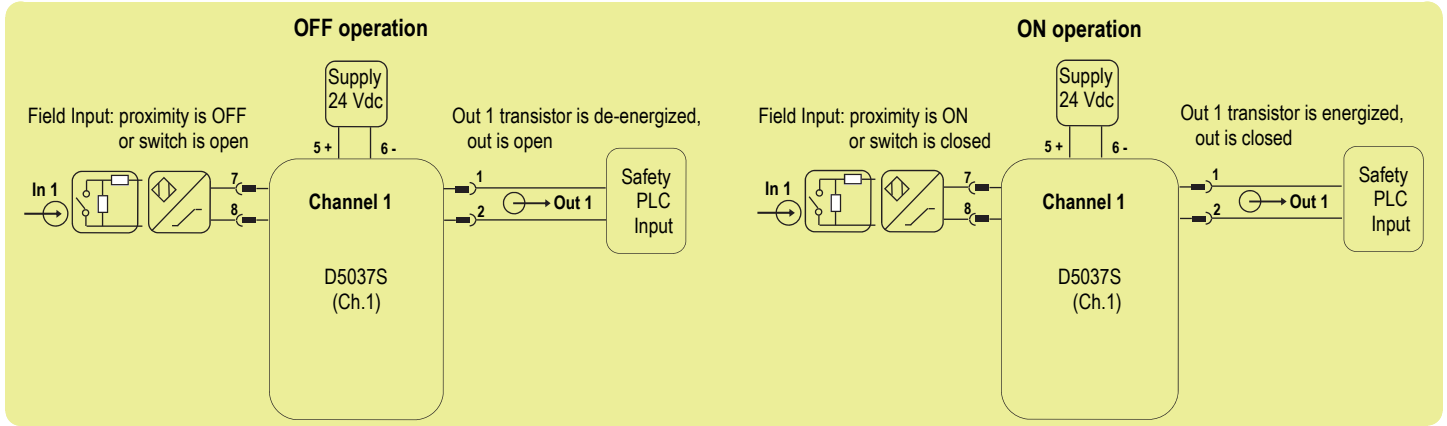 OFF operation
Supply
24 Vdc
Field Input: proximity is OFF
or switch is open
Out 1 transistor is de-energized,
out is open
5 +
6 -
In 1
7
8
Channel 1
1
2
Out 1
Safety
PLC
Input
D5037S
(Ch.1)
ON operation
Supply
24 Vdc
Field Input: proximity is ON
or switch is closed
Out 1 transistor is energized,
out is closed
5 +
6 -
In 1
7
8
Channel 1
1
2
Out 1
Safety
PLC
Input
D5037S
(Ch.1)